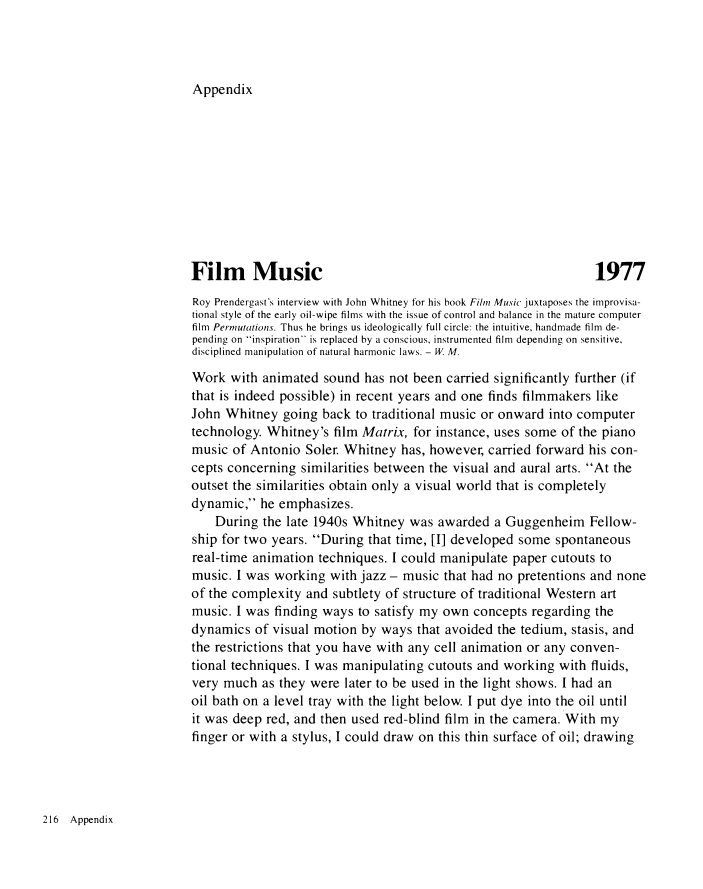 Appendix
Film Music 1977
Roy Prendergast's interview with John Whitney for his book Film Music juxtaposes the improvisa-
tional style of the early oil-wipe films with the issue of control and balance in the mature computer
film Permutations. Thus he brings us ideologically full circle: the intuitive, handmade film de-
pending on "inspiration" is replaced by a conscious, instrumented film depending on sensitive,
disciplined manipulation of natural harmonic laws. – W. M.
Work with animated sound has not been carried significantly further (if
that is indeed possible) in recent years and one finds filmmakers like
John Whitney going back to traditional music or onward into computer
technology. Whitney's film Matrix, for instance, uses some of the piano
music of Antonio Soler. Whitney has, however, carried forward his con-
cepts concerning similarities between the visual and aural arts. "At the
outset the similarities obtain only a visual world that is completely
dynamic," he emphasizes.
During the late 1940s Whitney was awarded a Guggenheim Fellow-
ship for two years. "During that time, [I] developed some spontaneous
real-time animation techniques. I could manipulate paper cutouts to
music. I was working with jazz – music that had no pretentions and none
of the complexity and subtlety of structure of traditional Western art
music. I was finding ways to satisfy my own concepts regarding the
dynamics of visual motion by ways that avoided the tedium, stasis, and
the restrictions that you have with any cell animation or any conven-
tional techniques. I was manipulating cutouts and working with fluids,
very much as they were later to be used in the light shows. I had an
oil bath on a level tray with the light below. I put dye into the oil until
it was deep red, and then used red-blind film in the camera. With my
finger or with a stylus, I could draw on this thin surface of oil; drawing
216 Appendix